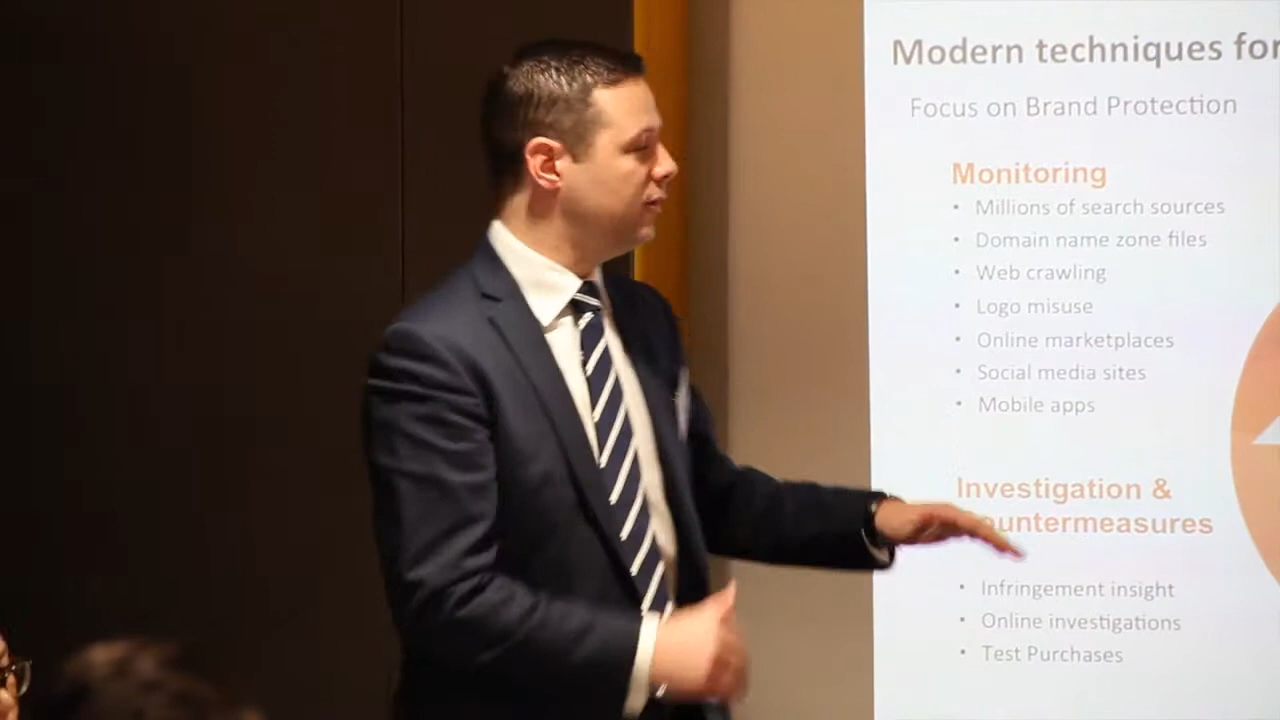 Modern techniques for
Focus on Brand Protection
Monitoring
• Millions of search sources
• Domain name zone files
• Web crawling
• Logo misuse
• Online marketplaces
• Social media sites
• Mobile apps
Investigation &
ountermeasures
• Infringement insight
• Online investigations
• Test Purchases